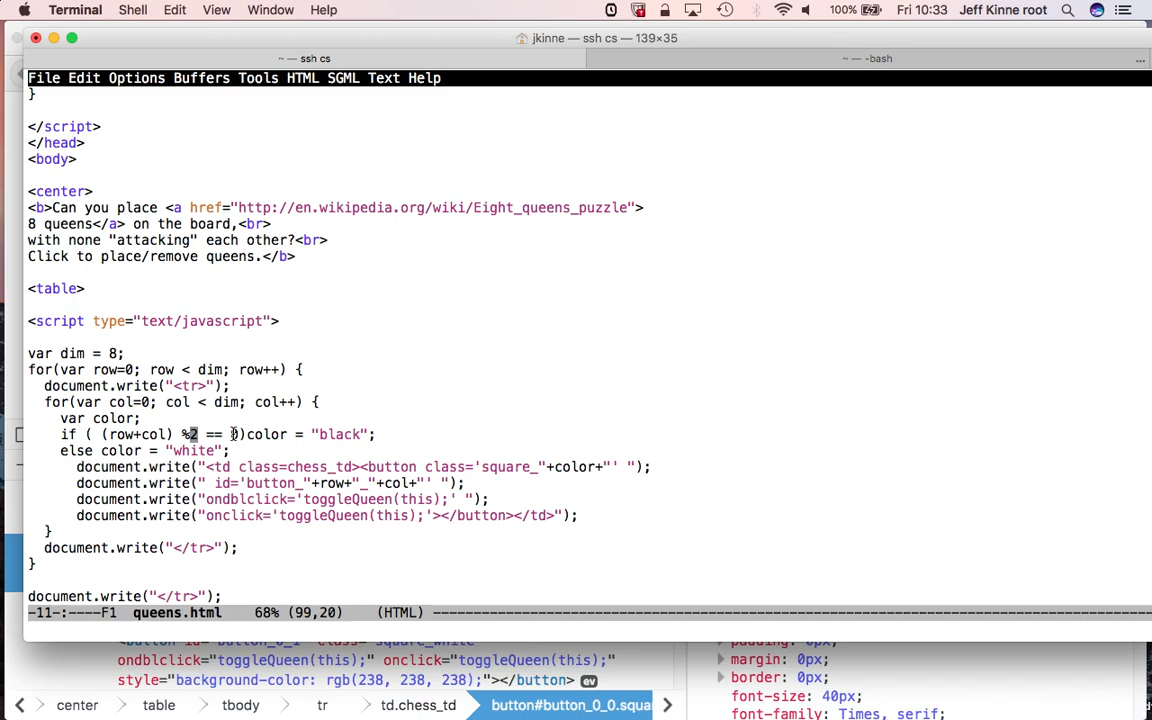 Terminal Shell Edit View Window Help 100% Fri 10:33 Jeff Kinne root
jkinne — ssh cs — 139×35
~ — ssh cs ~ — -bash ...
File Edit Options Buffers Tools HTML SGML Text Help
}
</script>
</head>
<body>
<center>
<b>Can you place <a href="http://en.wikipedia.org/wiki/Eight_queens_puzzle">
8 queens</a> on the board,<br>
with none "attacking" each other?<br>
Click to place/remove queens.</b>
<table>
<script type="text/javascript">
var dim = 8;
for(var row=0; row < dim; row++) {
document.write("<tr>");
for(var col=0; col < dim; col++) {
var color;
if ( (row+col) %2 == 0)color = "black";
else color = "white";
document.write("<td class=chess_td><button class='square_"+color+"' ");
document.write(" id='button_"+row+"_"+col+"' ");
document.write("ondblclick='toggleQueen(this);' ");
document.write("onclick='toggleQueen(this);'></button></td>");
}
document.write("</tr>");
}
document.write("</tr>");
-11-:----F1 queens.html 68% (99,20) (HTML)
<button id="button_0_1" class="square_white"
ondblclick="toggleQueen(this);" onclick="toggleQueen(this);"
style="background-color: rgb(238, 238, 238);"></button> ev
padding: 0px;
margin: 0px;
border: 0px;
font-size: 40px;
font-family: Times, serif;
center table tbody tr td.chess_td button#button_0_0.squa